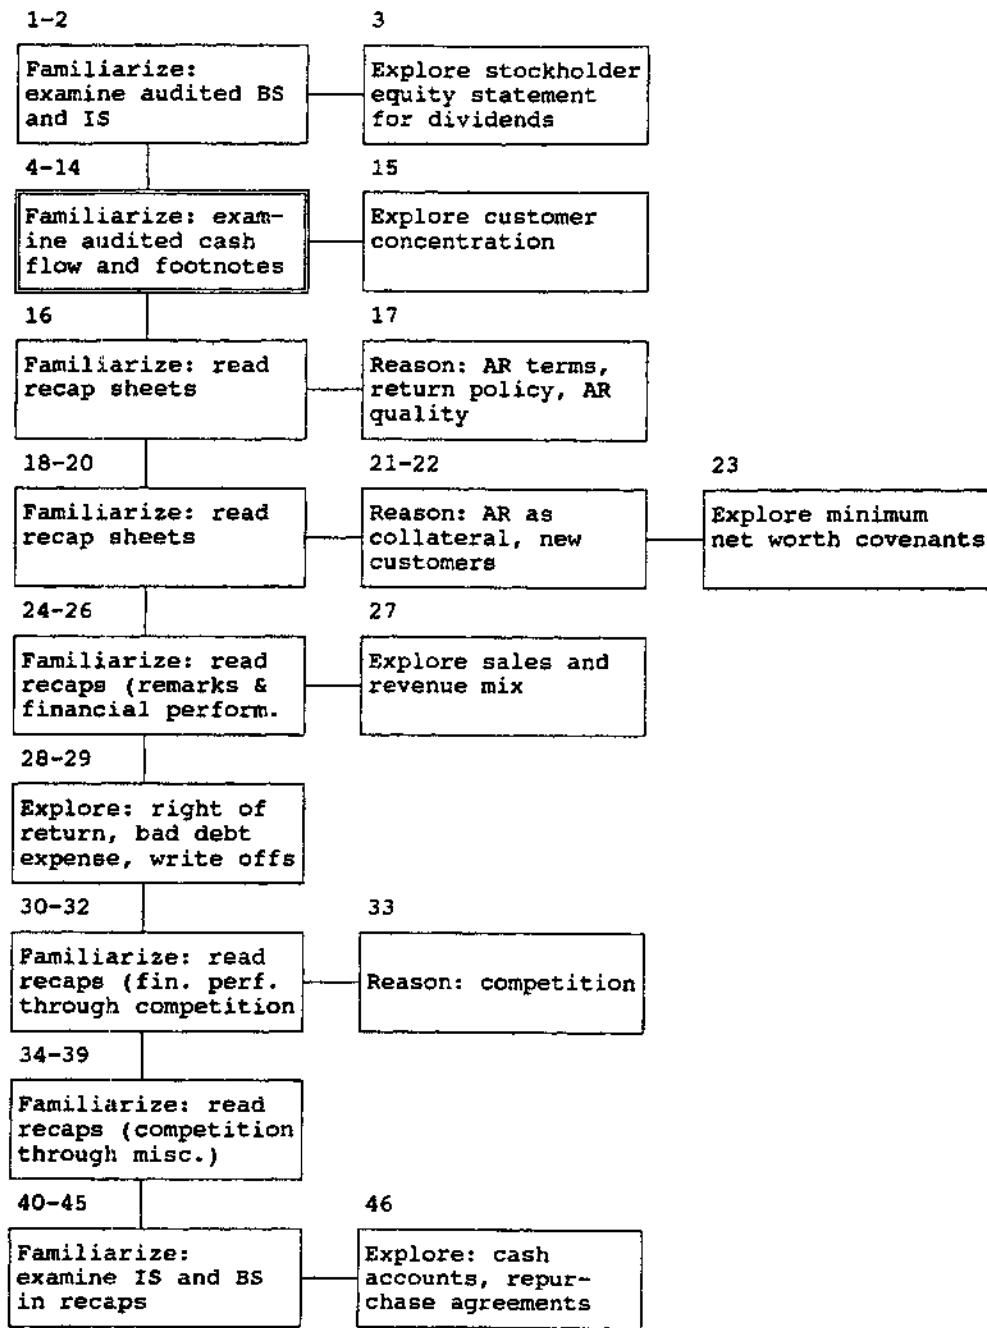 1-2
3
Familiarize:
examine audited BS
and IS
Explore stockholder
equity statement
for dividends
4-14
15
Familiarize: exam-
ine audited cash
flow and footnotes
Explore customer
concentration
16
17
Familiarize: read
recap sheets
Reason: AR terms,
return policy, AR
quality
18-20
21-22
23
Familiarize: read
recap sheets
Reason: AR as
collateral, new
customers
Explore minimum
net worth covenants
24-26
27
Familiarize: read
recaps (remarks &
financial perform.
Explore sales and
revenue mix
28-29
Explore: right of
return, bad debt
expense, write offs
30-32
33
Familiarize: read
recaps (fin. perf.
through competition
Reason: competition
34-39
Familiarize: read
recaps (competition
through misc.)
40-45
46
Familiarize:
examine IS and BS
in recaps
Explore: cash
accounts, repur-
chase agreements